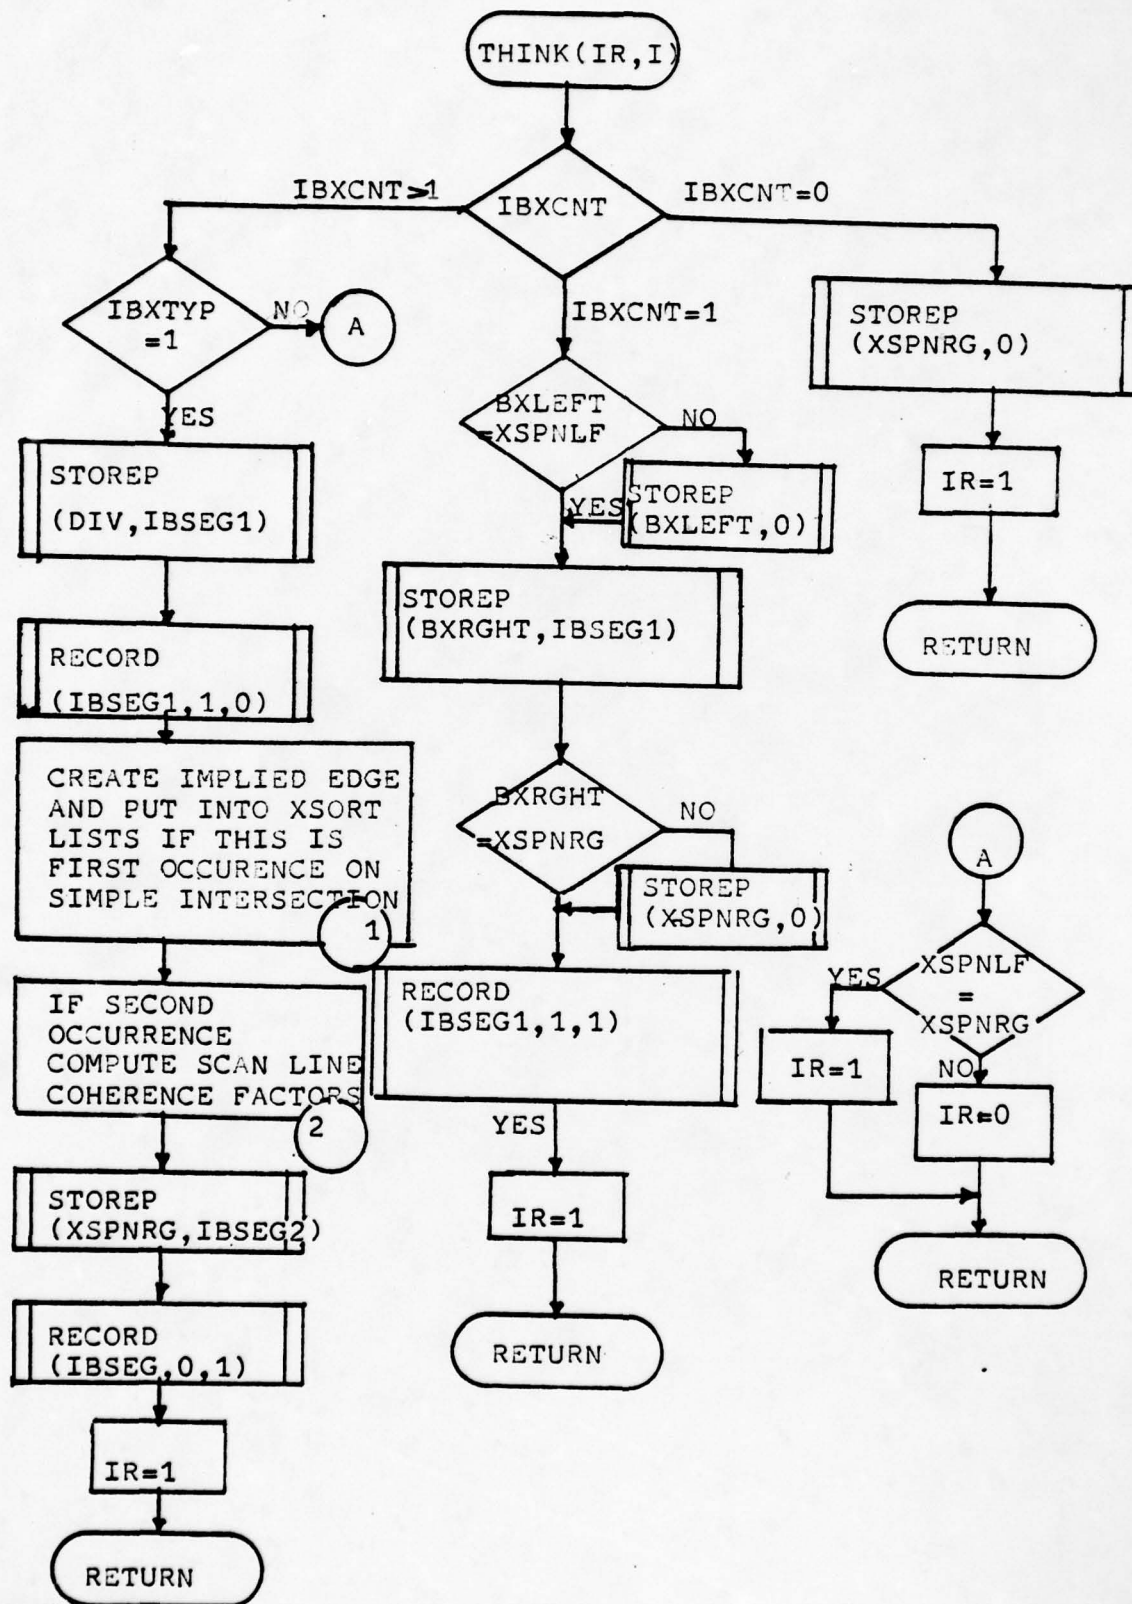 THINK(IR,I)
IBXCNT>1
IBXCNT
IBXCNT=0
IBXTYP
=1
NO
A
YES
STOREP
(DIV,IBSEG1)
RECORD
(IBSEG1,1,0)
CREATE IMPLIED EDGE
AND PUT INTO XSORT
LISTS IF THIS IS
FIRST OCCURENCE ON
SIMPLE INTERSECTION
1
IF SECOND
OCCURRENCE
COMPUTE SCAN LINE
COHERENCE FACTORS
2
STOREP
(XSPNRG,IBSEG2)
RECORD
(IBSEG,0,1)
IR=1
RETURN
IBXCNT=1
BXLEFT
=XSPNLF
NO
STOREP
(BXLEFT,0)
YES
STOREP
(BXRGHT,IBSEG1)
BXRGHT
=XSPNRG
NO
STOREP
(XSPNRG,0)
RECORD
(IBSEG1,1,1)
YES
IR=1
RETURN
STOREP
(XSPNRG,0)
IR=1
RETURN
A
XSPNLF
=
XSPNRG
YES
IR=1
NO
IR=0
RETURN